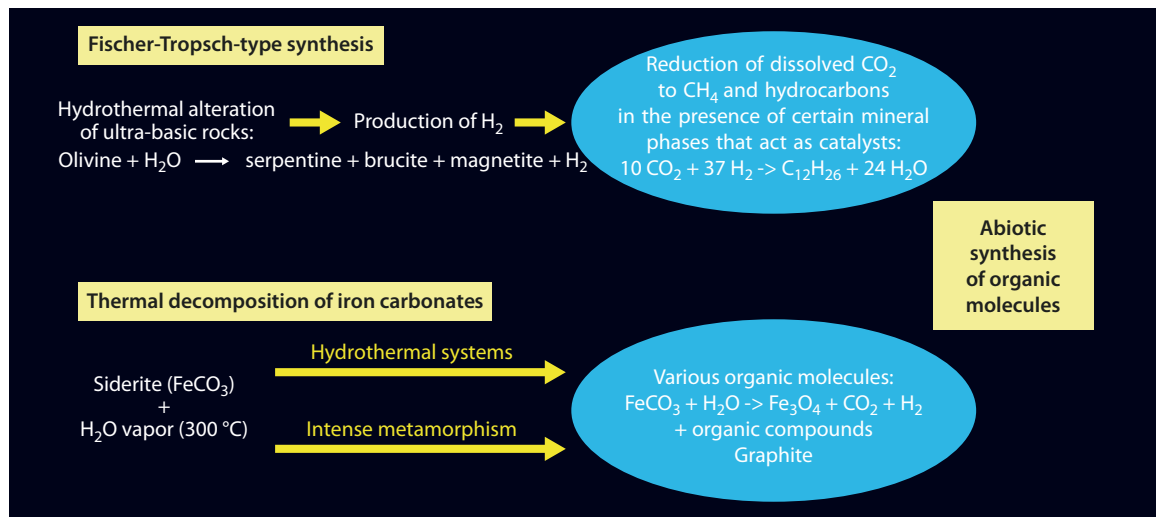 Fischer-Tropsch-type synthesis
Hydrothermal alteration
of ultra-basic rocks:
Production of H₂
Olivine + H₂O ⟶ serpentine + brucite + magnetite + H₂
Reduction of dissolved CO₂
to CH₄ and hydrocarbons
in the presence of certain mineral
phases that act as catalysts:
10 CO₂ + 37 H₂ -> C₁₂H₂₆ + 24 H₂O
Abiotic
synthesis
of organic
molecules
Thermal decomposition of iron carbonates
Siderite (FeCO₃)
+
H₂O vapor (300 °C)
Hydrothermal systems
Intense metamorphism
Various organic molecules:
FeCO₃ + H₂O -> Fe₃O₄ + CO₂ + H₂
+ organic compounds
Graphite